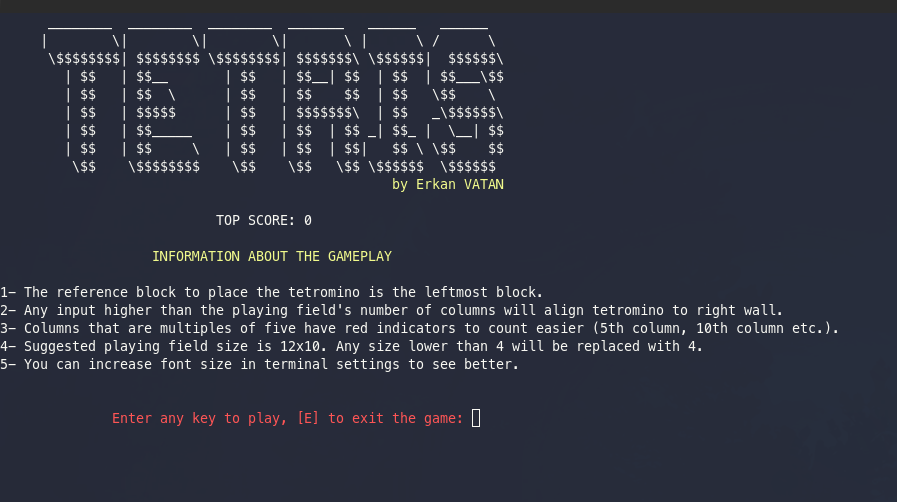 ________  ________  ________  _______   ______   ______
|        \|        \|        \|       \ |      \ /      \
 \$$$$$$$$| $$$$$$$$ \$$$$$$$$| $$$$$$$\ \$$$$$$|  $$$$$$\
   | $$   | $$__       | $$   | $$__| $$  | $$  | $$___\$$
   | $$   | $$  \      | $$   | $$    $$  | $$   \$$    \
   | $$   | $$$$$      | $$   | $$$$$$$\  | $$   _\$$$$$$\
   | $$   | $$_____    | $$   | $$  | $$ _| $$_ |  \__| $$
   | $$   | $$     \   | $$   | $$  | $$|   $$ \ \$$    $$
    \$$    \$$$$$$$$    \$$    \$$   \$$ \$$$$$$  \$$$$$$
by Erkan VATAN
TOP SCORE: 0
INFORMATION ABOUT THE GAMEPLAY
1- The reference block to place the tetromino is the leftmost block.
2- Any input higher than the playing field's number of columns will align tetromino to right wall.
3- Columns that are multiples of five have red indicators to count easier (5th column, 10th column etc.).
4- Suggested playing field size is 12x10. Any size lower than 4 will be replaced with 4.
5- You can increase font size in terminal settings to see better.
Enter any key to play, [E] to exit the game: